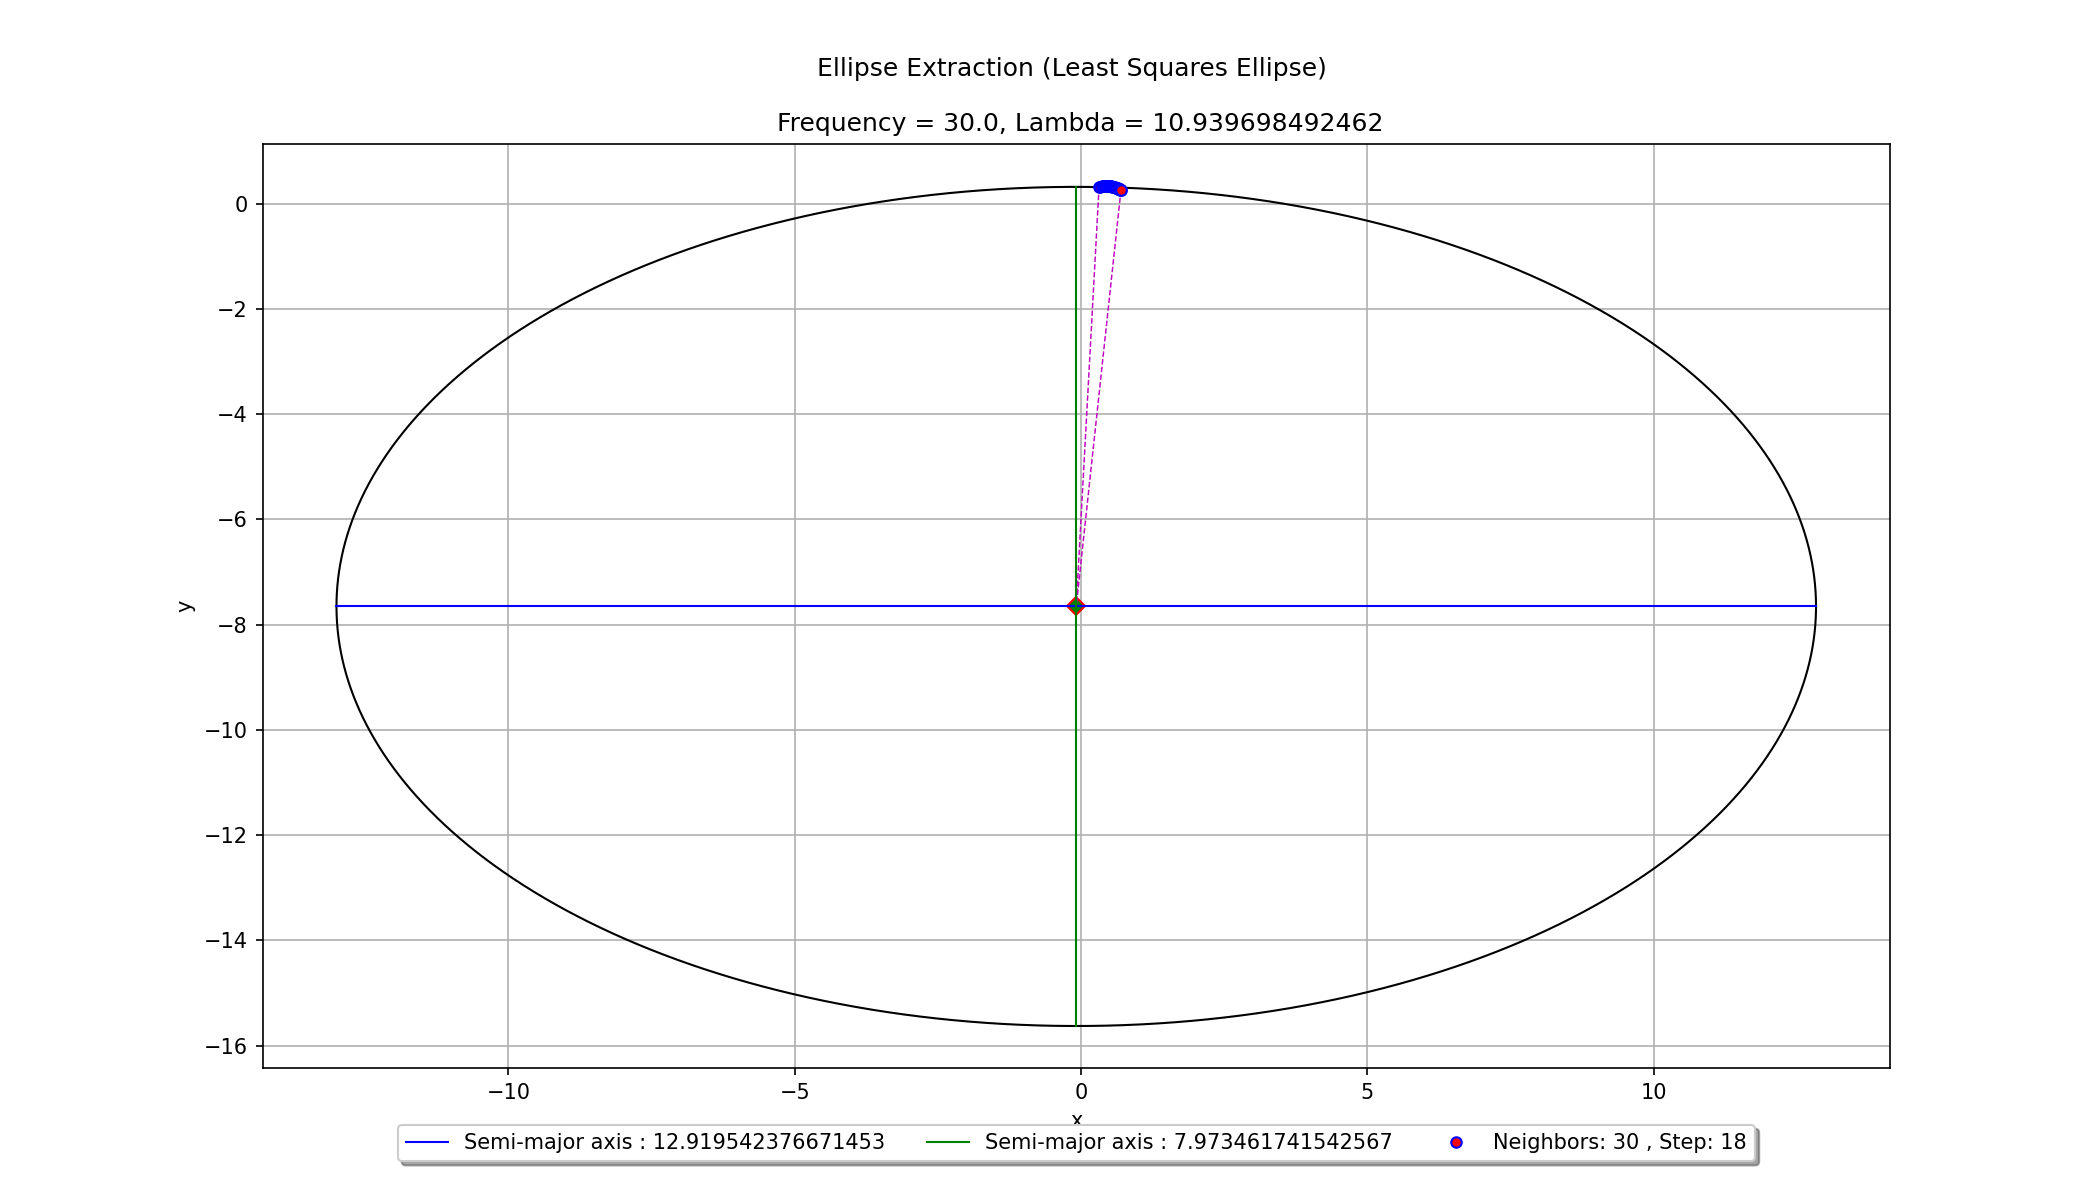 Ellipse Extraction (Least Squares Ellipse)
Frequency = 30.0, Lambda = 10.939698492462
0
−2
−4
−6
−8
−10
−12
−14
−16
y
−10 −5 0 5 10
x
Semi-major axis : 12.919542376671453 Semi-major axis : 7.973461741542567 Neighbors: 30 , Step: 18